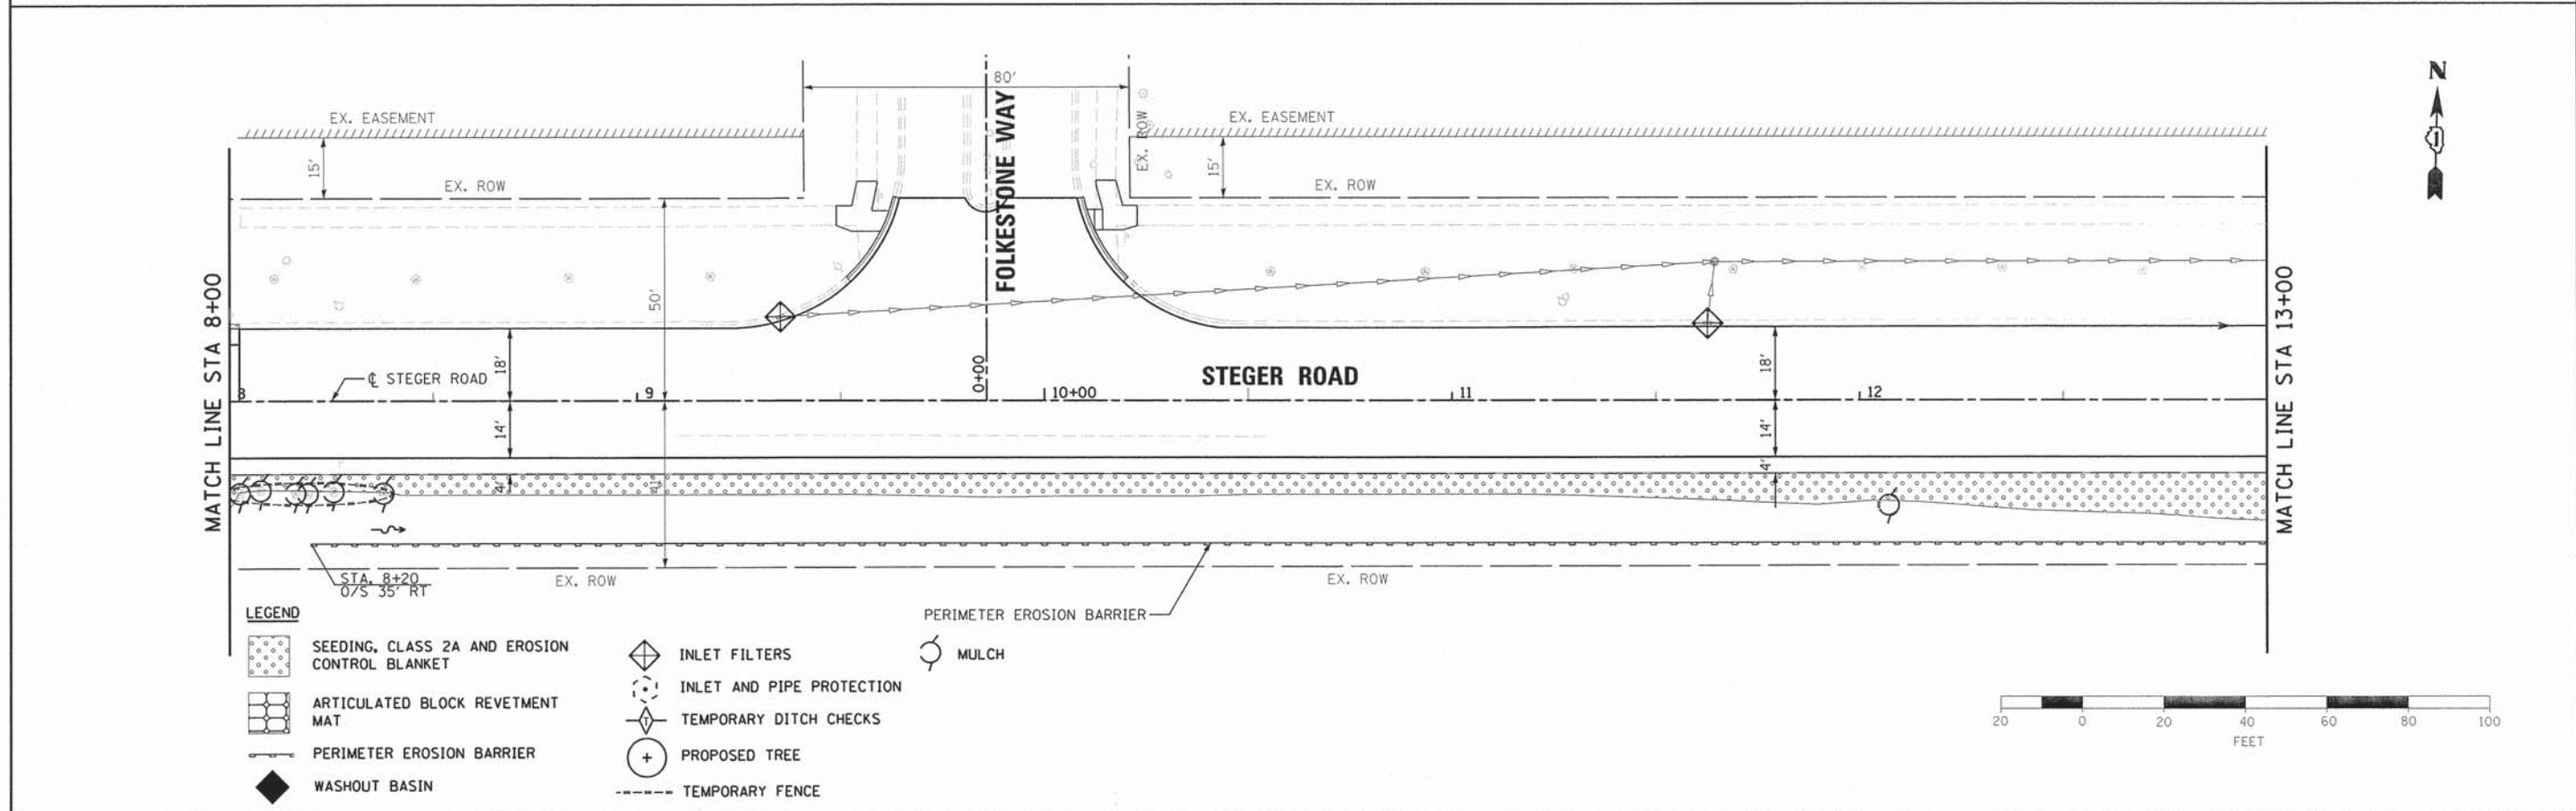 80'
N
EX. EASEMENT
EX. ROW
EX. EASEMENT
15'
FOLKESTONE WAY
15'
EX. ROW
EX. ROW
MATCH LINE STA 8+00
50'
MATCH LINE STA 13+00
18'
18'
℄ STEGER ROAD
0+00
STEGER ROAD
8
9
10+00
11
12
14'
14'
4'
4'
41'
STA. 8+20
O/S 35' RT
EX. ROW
EX. ROW
LEGEND
PERIMETER EROSION BARRIER
SEEDING, CLASS 2A AND EROSION
CONTROL BLANKET
ARTICULATED BLOCK REVETMENT
MAT
PERIMETER EROSION BARRIER
WASHOUT BASIN
INLET FILTERS
INLET AND PIPE PROTECTION
T
TEMPORARY DITCH CHECKS
PROPOSED TREE
TEMPORARY FENCE
MULCH
20 0 20 40 60 80 100
FEET